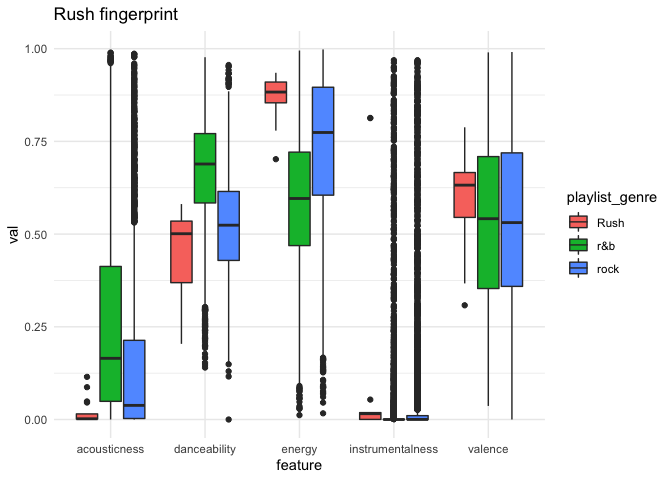 Rush fingerprint
1.00
0.75
0.50
0.25
0.00
val
acousticness danceability energy instrumentalness valence
feature
playlist_genre
Rush
r&b
rock